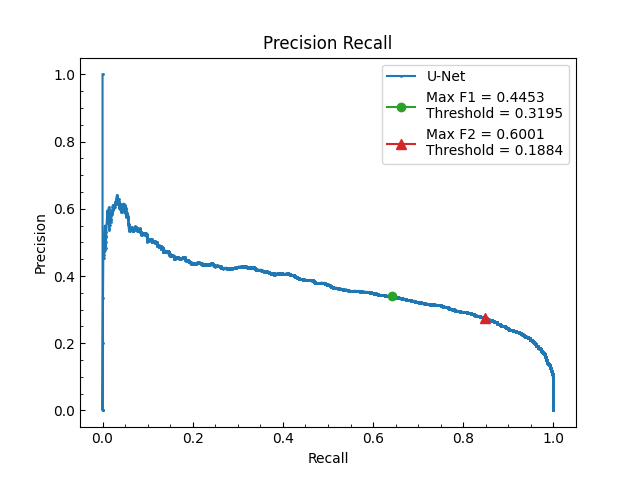 Precision Recall
1.0
0.8
0.6
0.4
0.2
0.0
Precision
U-Net
Max F1 = 0.4453
Threshold = 0.3195
Max F2 = 0.6001
Threshold = 0.1884
0.0 0.2 0.4 0.6 0.8 1.0
Recall